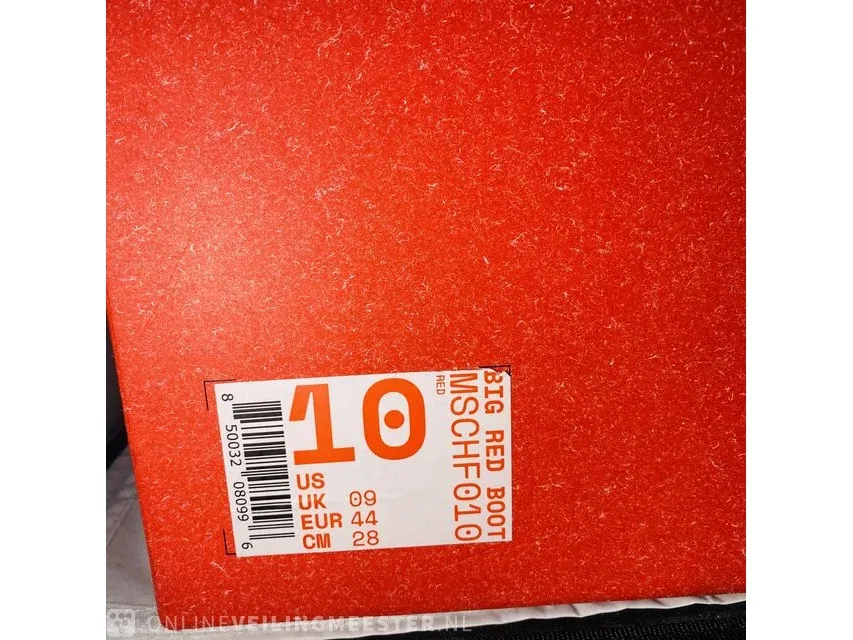 10
US
UK 09
EUR 44
CM 28
RED
MSCHF010
BIG RED BOOT
8 50032 08099 6
ONLINEVEILINGMEESTER.NL